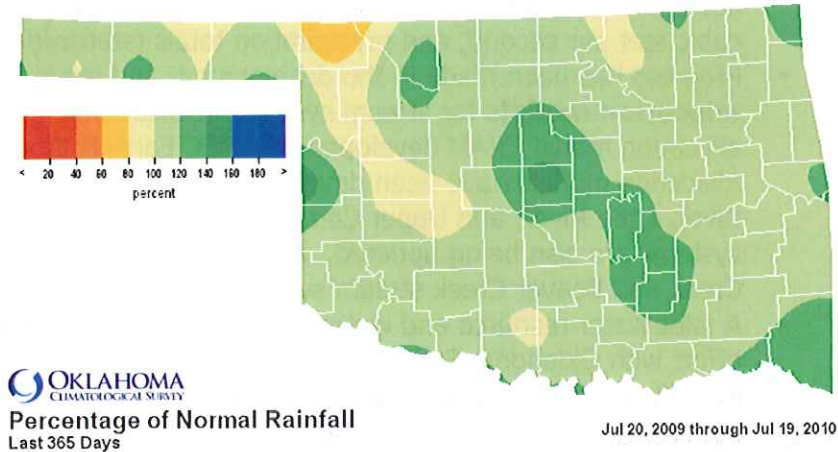 < 20 40 60 80 100 120 140 160 180 >
percent
OKLAHOMA
CLIMATOLOGICAL SURVEY
Percentage of Normal Rainfall
Last 365 Days
Jul 20, 2009 through Jul 19, 2010